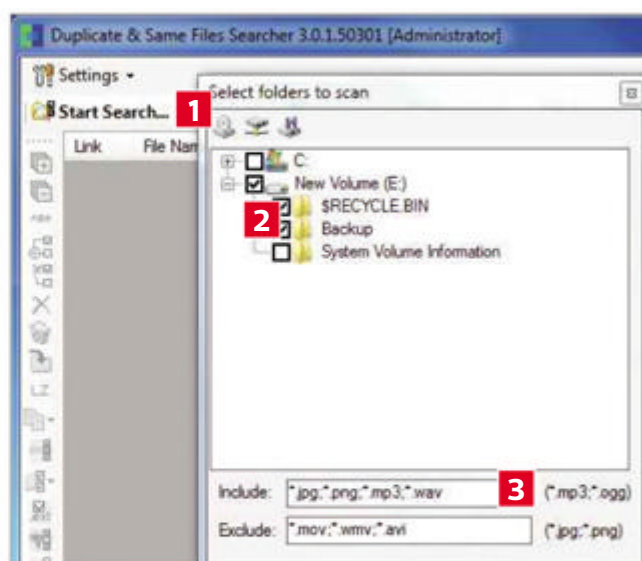 Duplicate & Same Files Searcher 3.0.1.50301 [Administrator]
Settings
Select folders to scan
Start Search...
1
Link File Nam
C:
New Volume (E:)
$RECYCLE.BIN
2
Backup
System Volume Information
Include: *.jpg;*.png;*.mp3;*.wav 3 (*.mp3;*.ogg)
Exclude: *.mov;*.wmv;*.avi (*.jpg;*.png)